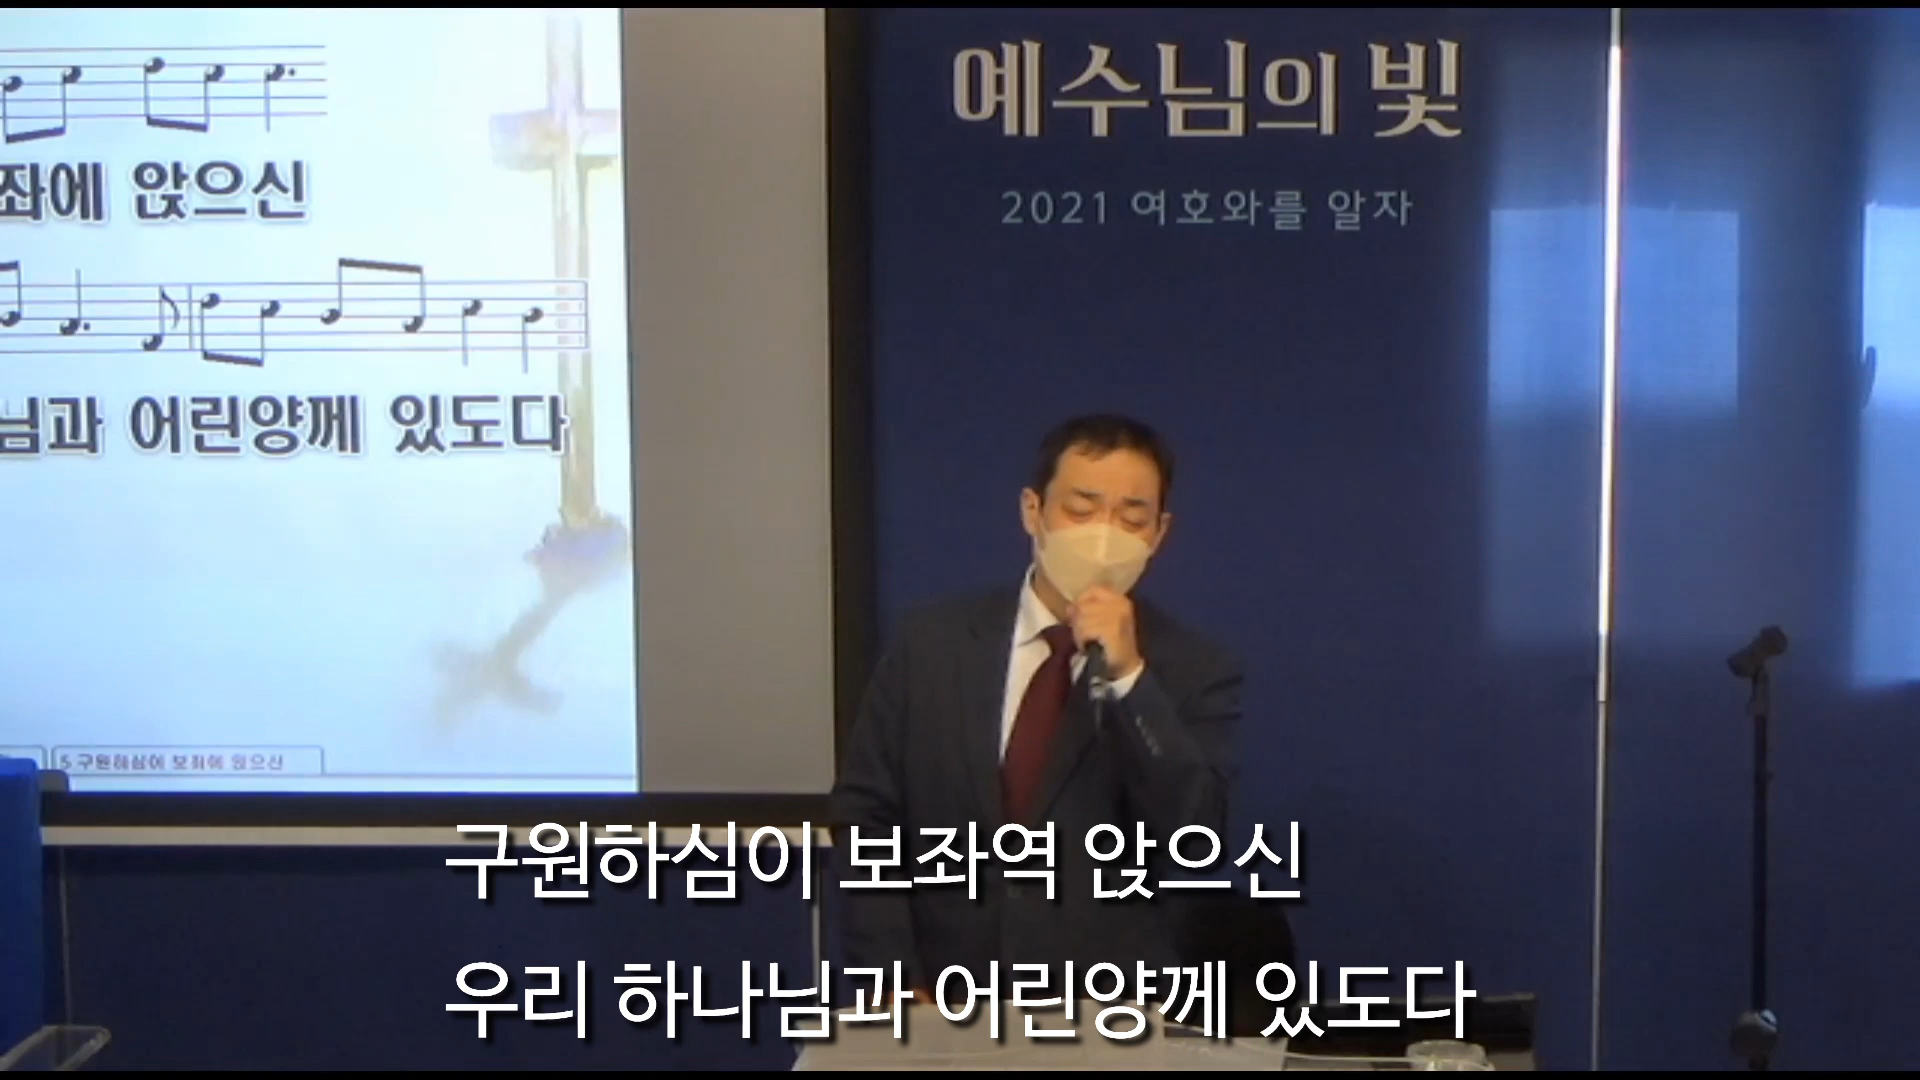 예수님의 빛
2021 여호와를 알자
좌에 앉으신
님과 어린양께 있도다
5 구원하심이 보좌에 앉으신
구원하심이 보좌역 앉으신
우리 하나님과 어린양께 있도다